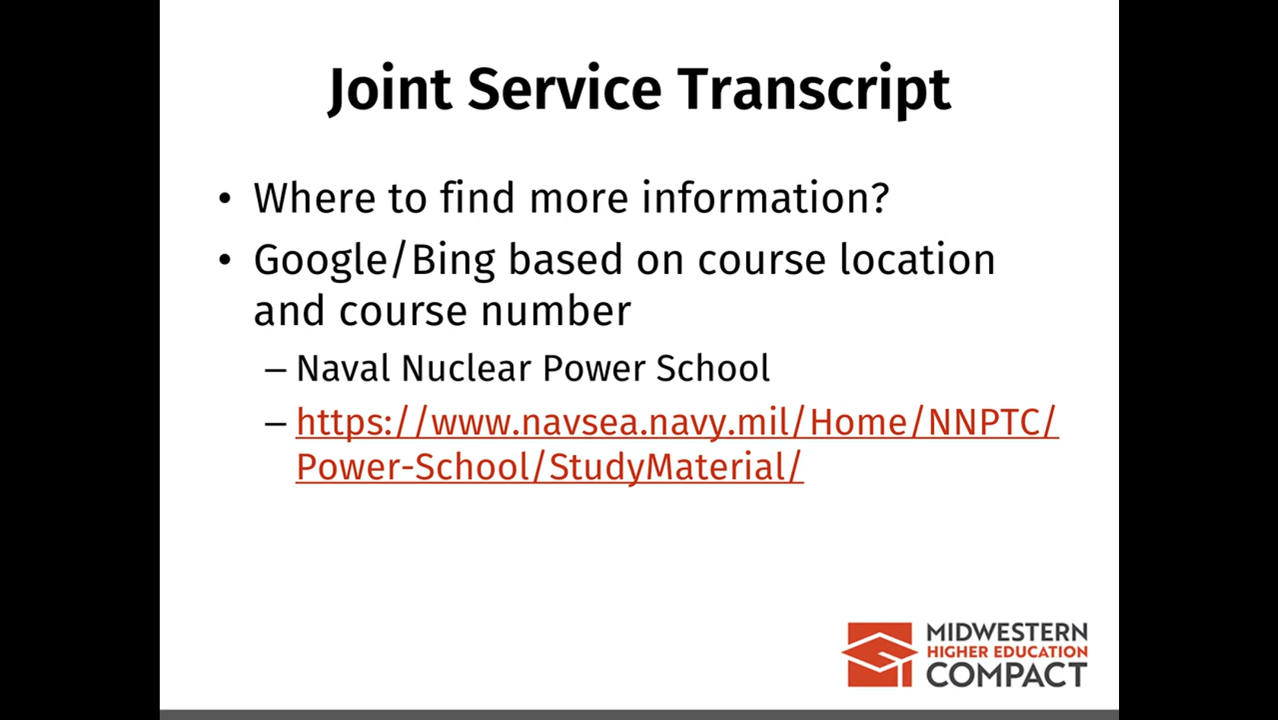 Joint Service Transcript
• Where to find more information?
• Google/Bing based on course location
and course number
– Naval Nuclear Power School
– https://www.navsea.navy.mil/Home/NNPTC/
Power-School/StudyMaterial/
MIDWESTERN
HIGHER EDUCATION
COMPACT